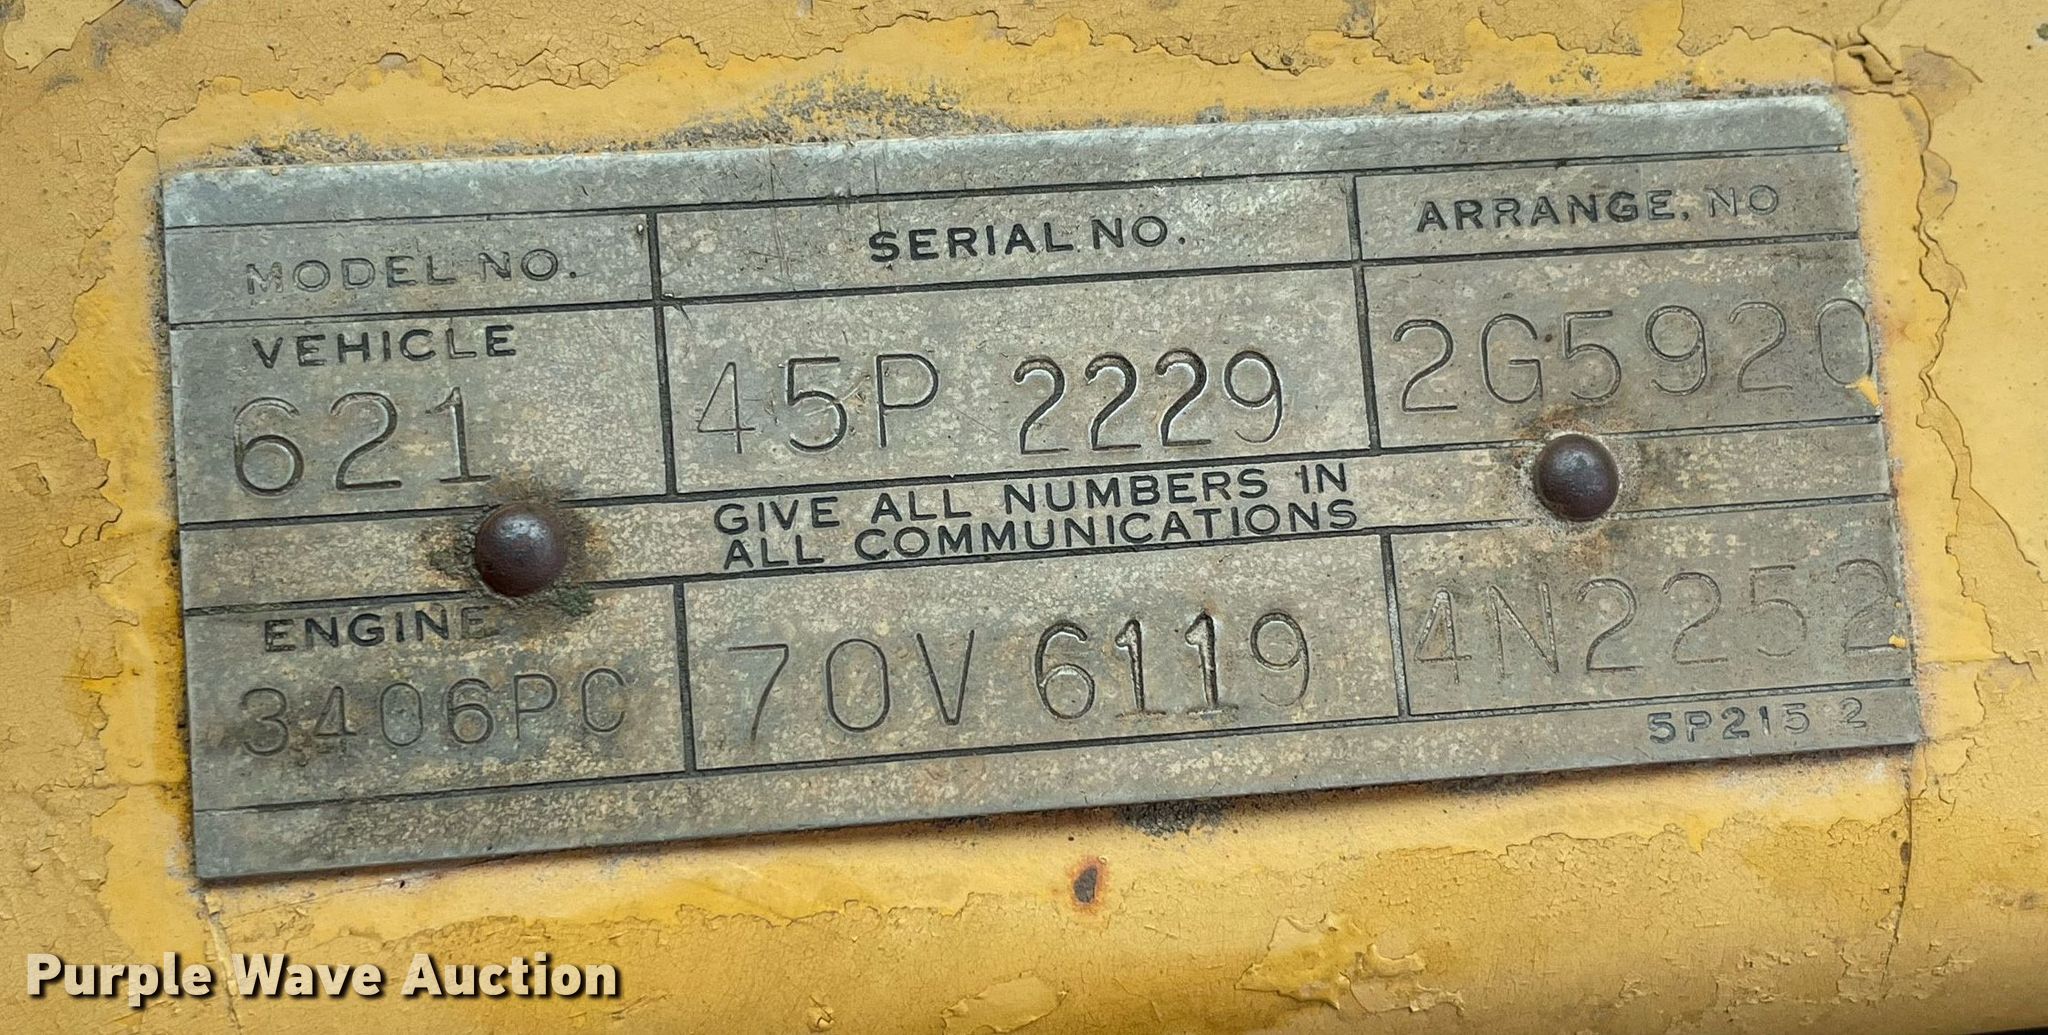 MODEL NO. SERIAL NO. ARRANGE. NO
VEHICLE
621 45P 2229 2G5920
GIVE ALL NUMBERS IN
ALL COMMUNICATIONS
ENGINE
3406PC 70V 6119 4N2252
5P215 2
Purple Wave Auction